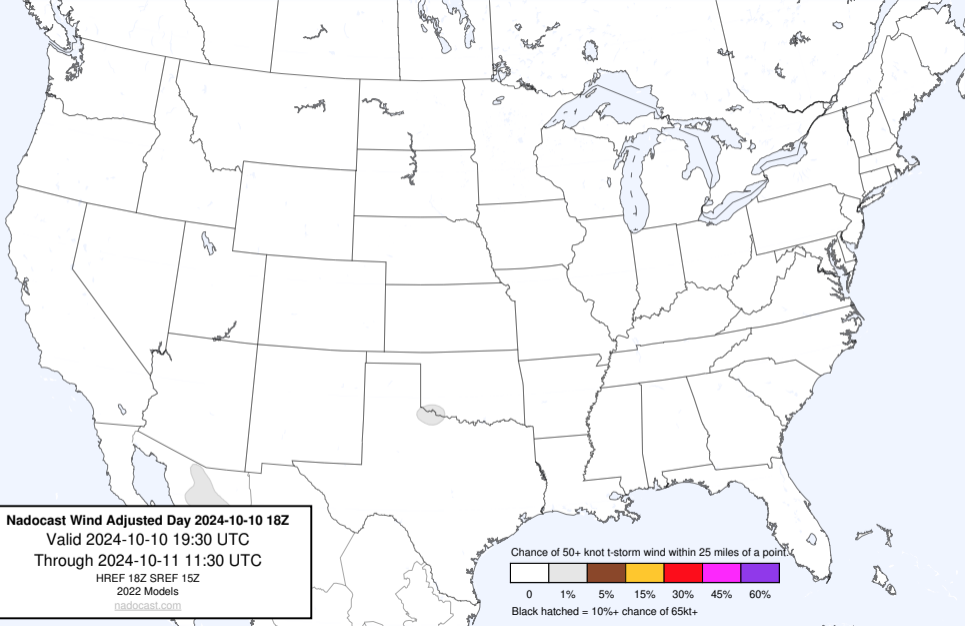 Nadocast Wind Adjusted Day 2024-10-10 18Z
Valid 2024-10-10 19:30 UTC
Through 2024-10-11 11:30 UTC
HREF 18Z SREF 15Z
2022 Models
nadocast.com
Chance of 50+ knot t-storm wind within 25 miles of a point.
0 1% 5% 15% 30% 45% 60%
Black hatched = 10%+ chance of 65kt+